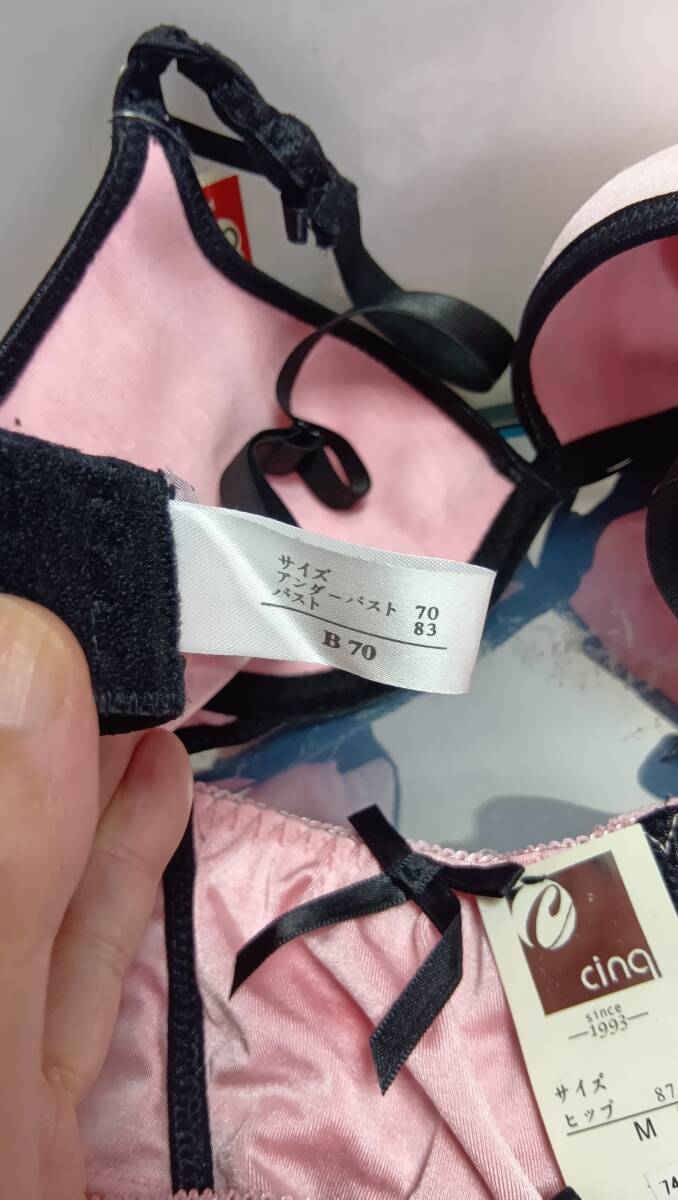 サイズ
アンダーバスト 70
バスト 83
B 70
cinq
since
—1993—
サイズ
ヒップ 87
M
74